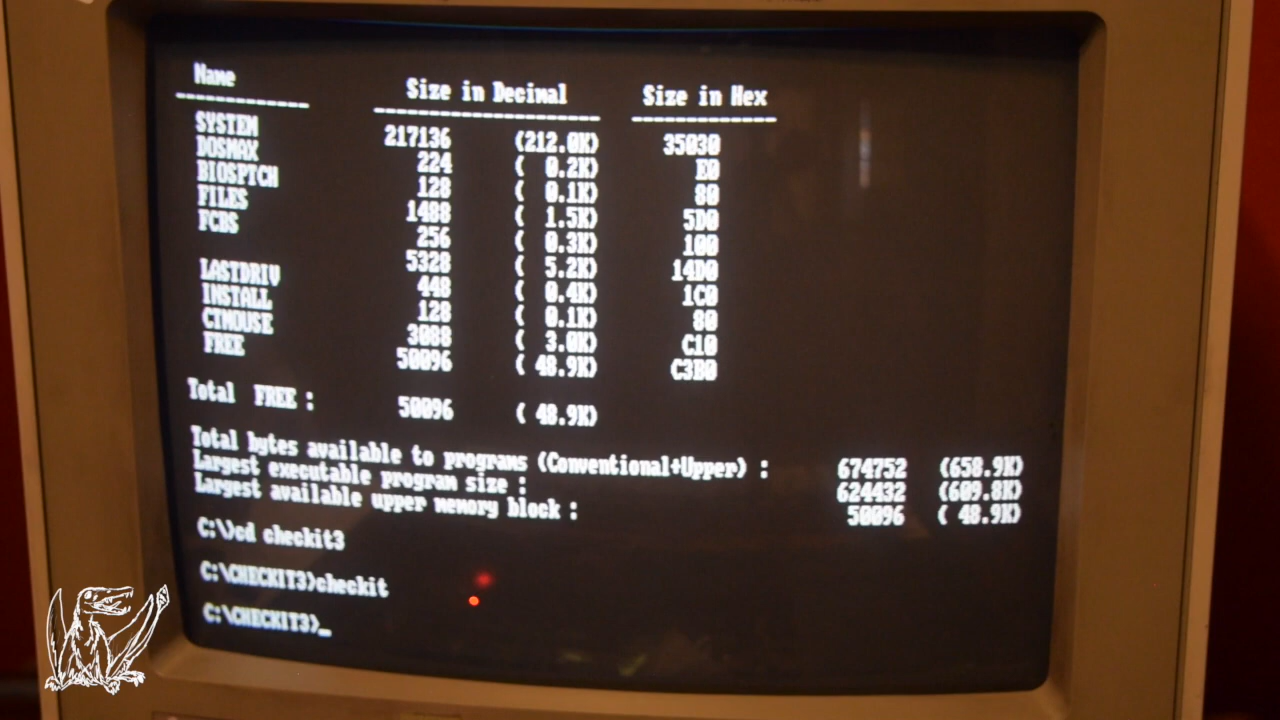 Name Size in Decimal Size in Hex
SYSTEM 217136 (212.0K) 35030
DOSMAX 224 ( 0.2K) E0
BIOSPTCH 128 ( 0.1K) 80
FILES 1488 ( 1.5K) 5D0
FCBS 256 ( 0.3K) 100
5328 ( 5.2K) 14D0
LASTDRIV 448 ( 0.4K) 1C0
INSTALL 128 ( 0.1K) 80
CTMOUSE 3088 ( 3.0K) C10
FREE 50096 ( 48.9K) C3B0
Total FREE : 50096 ( 48.9K)
Total bytes available to programs (Conventional+Upper) : 674752 (658.9K)
Largest executable program size : 624432 (609.8K)
Largest available upper memory block : 50096 ( 48.9K)
C:\>cd checkit3
C:\CHECKIT3>checkit
C:\CHECKIT3>_